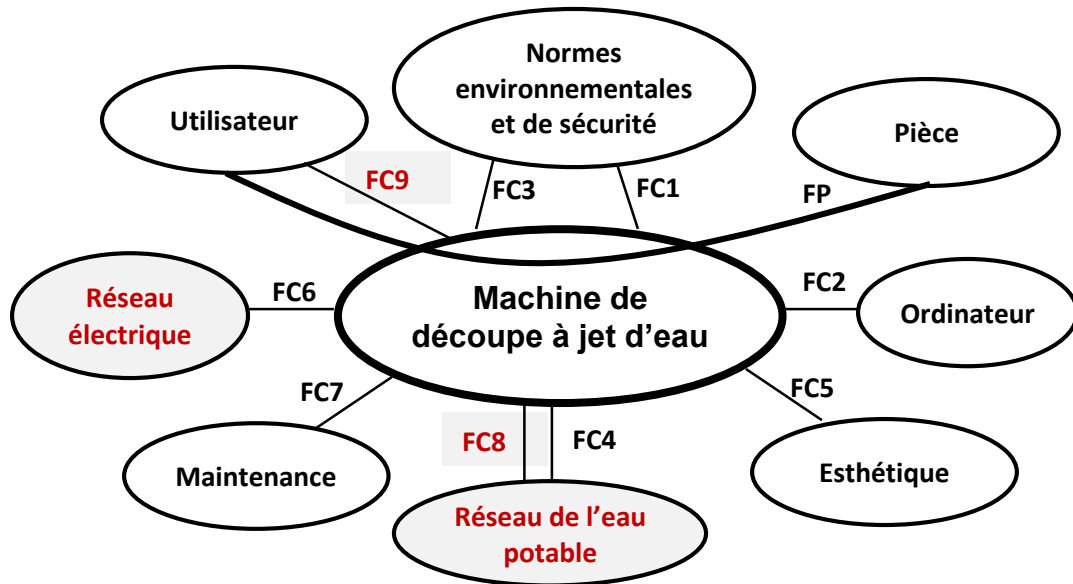 Normes
environnementales
et de sécurité
Utilisateur
Pièce
FC9
FC3
FC1
FP
Réseau
électrique
FC6
Machine de
découpe à jet d’eau
FC2
Ordinateur
FC7
FC5
FC8
FC4
Maintenance
Esthétique
Réseau de l’eau
potable